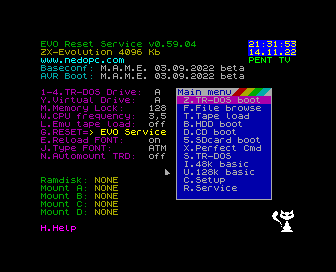 EVO Reset Service v0.59.04
21:31:53
ZX-Evolution 4096 Kb
14.11.22
www.nedopc.com
PENT TV
Baseconf: M.A.M.E. 03.09.2022 beta
AVR Boot: M.A.M.E. 03.09.2022 beta
1-4.TR-DOS Drive: A
Y.Virtual Drive: A
M.Memory Lock: 128
W.CPU frequency: 3,5
L.Emu tape load: off
G.RESET=> EVO Service
E.Reload FONT: on
J.Type FONT: ATM
N.Automount TRD: off
Main menu
Z.TR-DOS boot
F.File browse
T.Tape load
B.HDD boot
D.CD boot
S.SDcard boot
X.Perfect Cmd
S.TR-DOS
I.48k basic
U.128k basic
C.Setup
R.Service
Ramdisk: NONE
Mount A: NONE
Mount B: NONE
Mount C: NONE
Mount D: NONE
H.Help